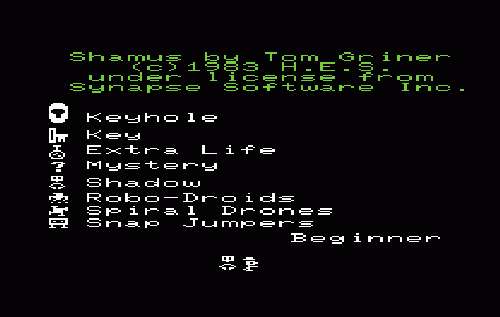 Shamus by Tom Griner
(c)1983 H.E.S.
under license from
Synapse Software Inc.
Keyhole
Key
Extra Life
? Mystery
Shadow
Robo-Droids
Spiral Drones
Snap Jumpers
Beginner